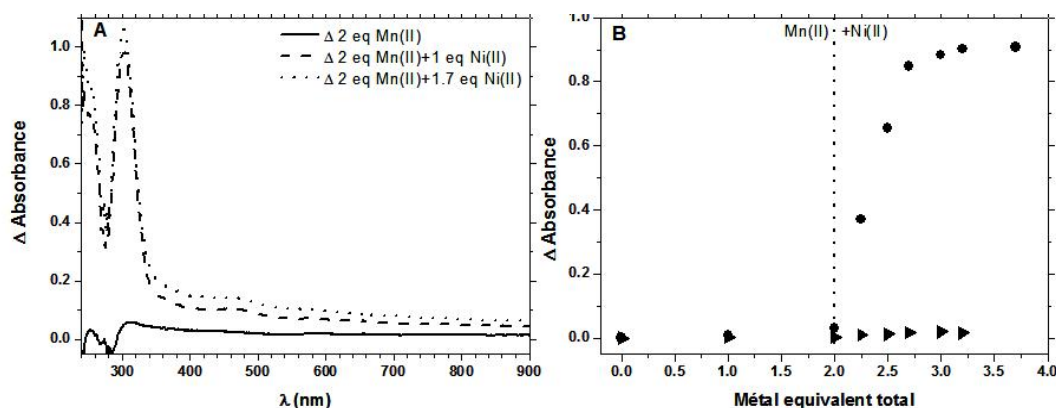 A
Δ 2 eq Mn(II)
Δ 2 eq Mn(II)+1 eq Ni(II)
Δ 2 eq Mn(II)+1.7 eq Ni(II)
1.0
0.8
0.6
0.4
0.2
0.0
Δ Absorbance
300 400 500 600 700 800 900
λ (nm)
B
Mn(II) +Ni(II)
1.0
0.8
0.6
0.4
0.2
0.0
Δ Absorbance
0.0 0.5 1.0 1.5 2.0 2.5 3.0 3.5 4.0
Métal equivalent total